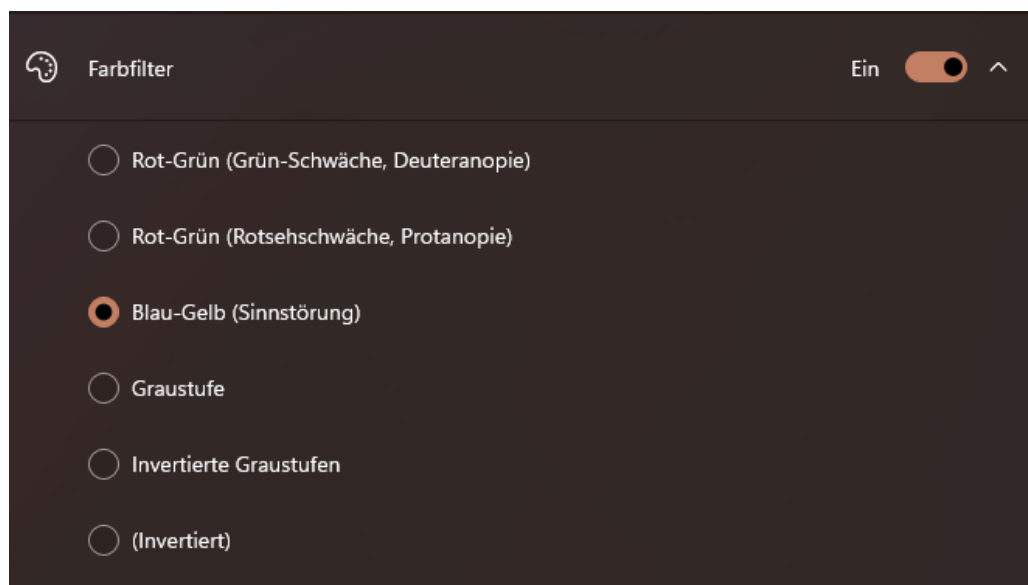 Farbfilter
Ein
Rot-Grün (Grün-Schwäche, Deuteranopie)
Rot-Grün (Rotsehschwäche, Protanopie)
Blau-Gelb (Sinnstörung)
Graustufe
Invertierte Graustufen
(Invertiert)